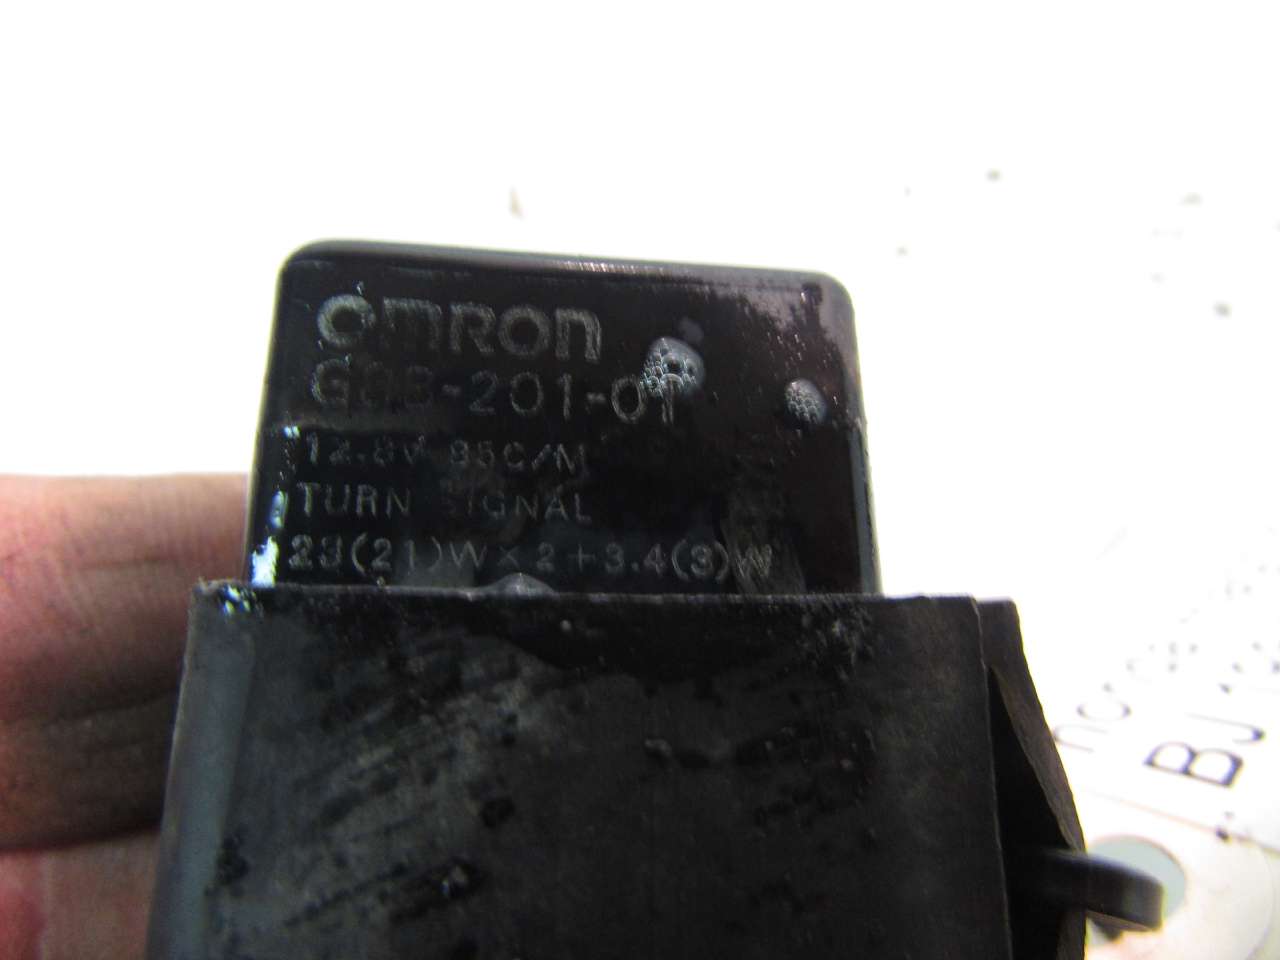 OMRON
G8B-201-01
12.8V 85C/M
TURN SIGNAL
23(21)W×2+3.4(3)W